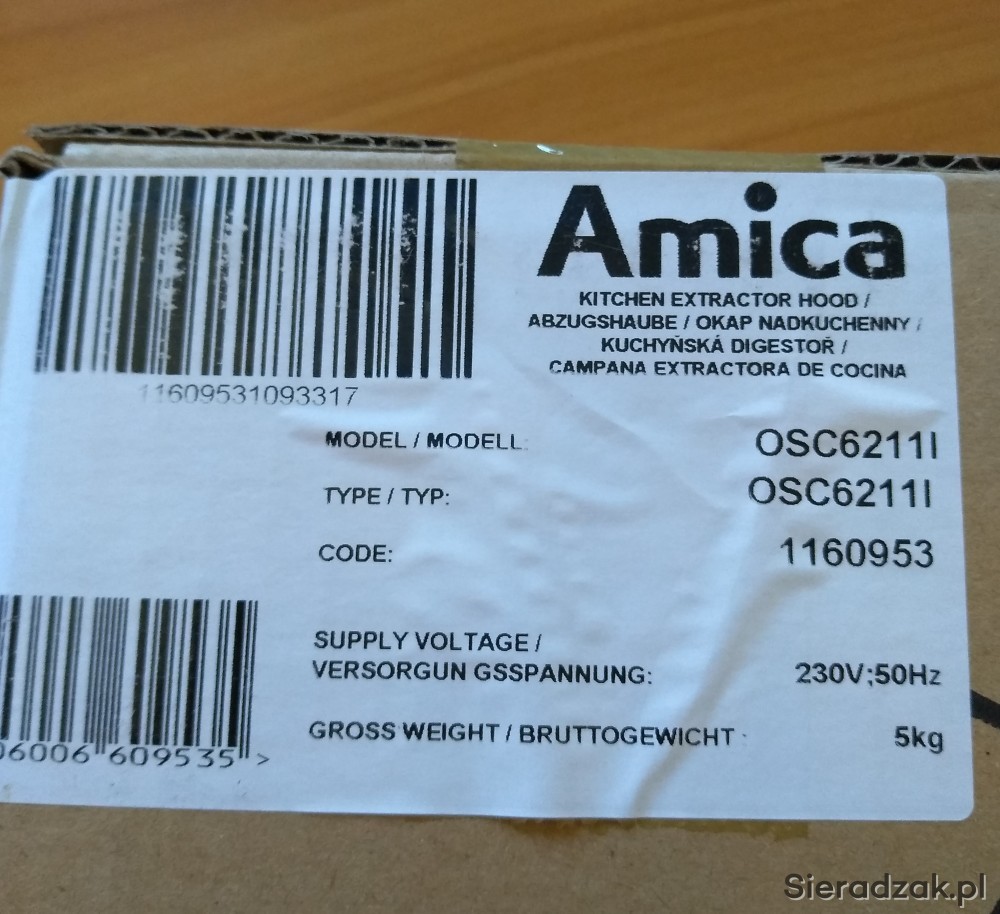 Amica
KITCHEN EXTRACTOR HOOD /
ABZUGSHAUBE / OKAP NADKUCHENNY /
KUCHYŇSKÁ DIGESTOŘ /
CAMPANA EXTRACTORA DE COCINA
11609531093317
MODEL / MODELL: OSC6211I
TYPE / TYP: OSC6211I
CODE: 1160953
SUPPLY VOLTAGE /
VERSORGUN GSSPANNUNG: 230V;50Hz
GROSS WEIGHT / BRUTTOGEWICHT : 5kg
06006 609535 >
Sieradzak.pl